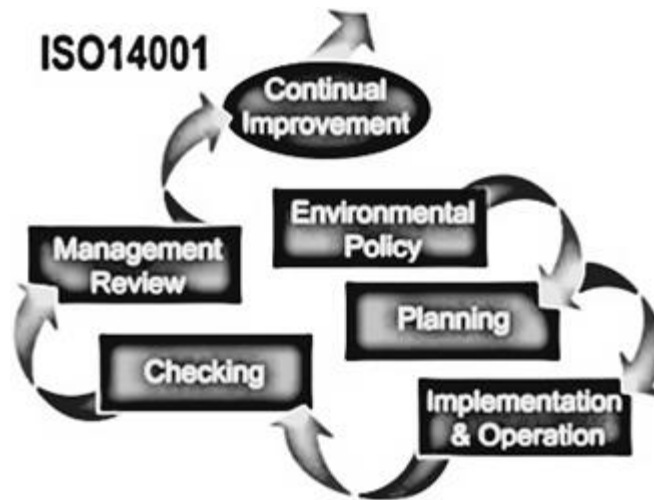 ISO14001
Continual
Improvement
Environmental
Policy
Management
Review
Planning
Checking
Implementation
& Operation